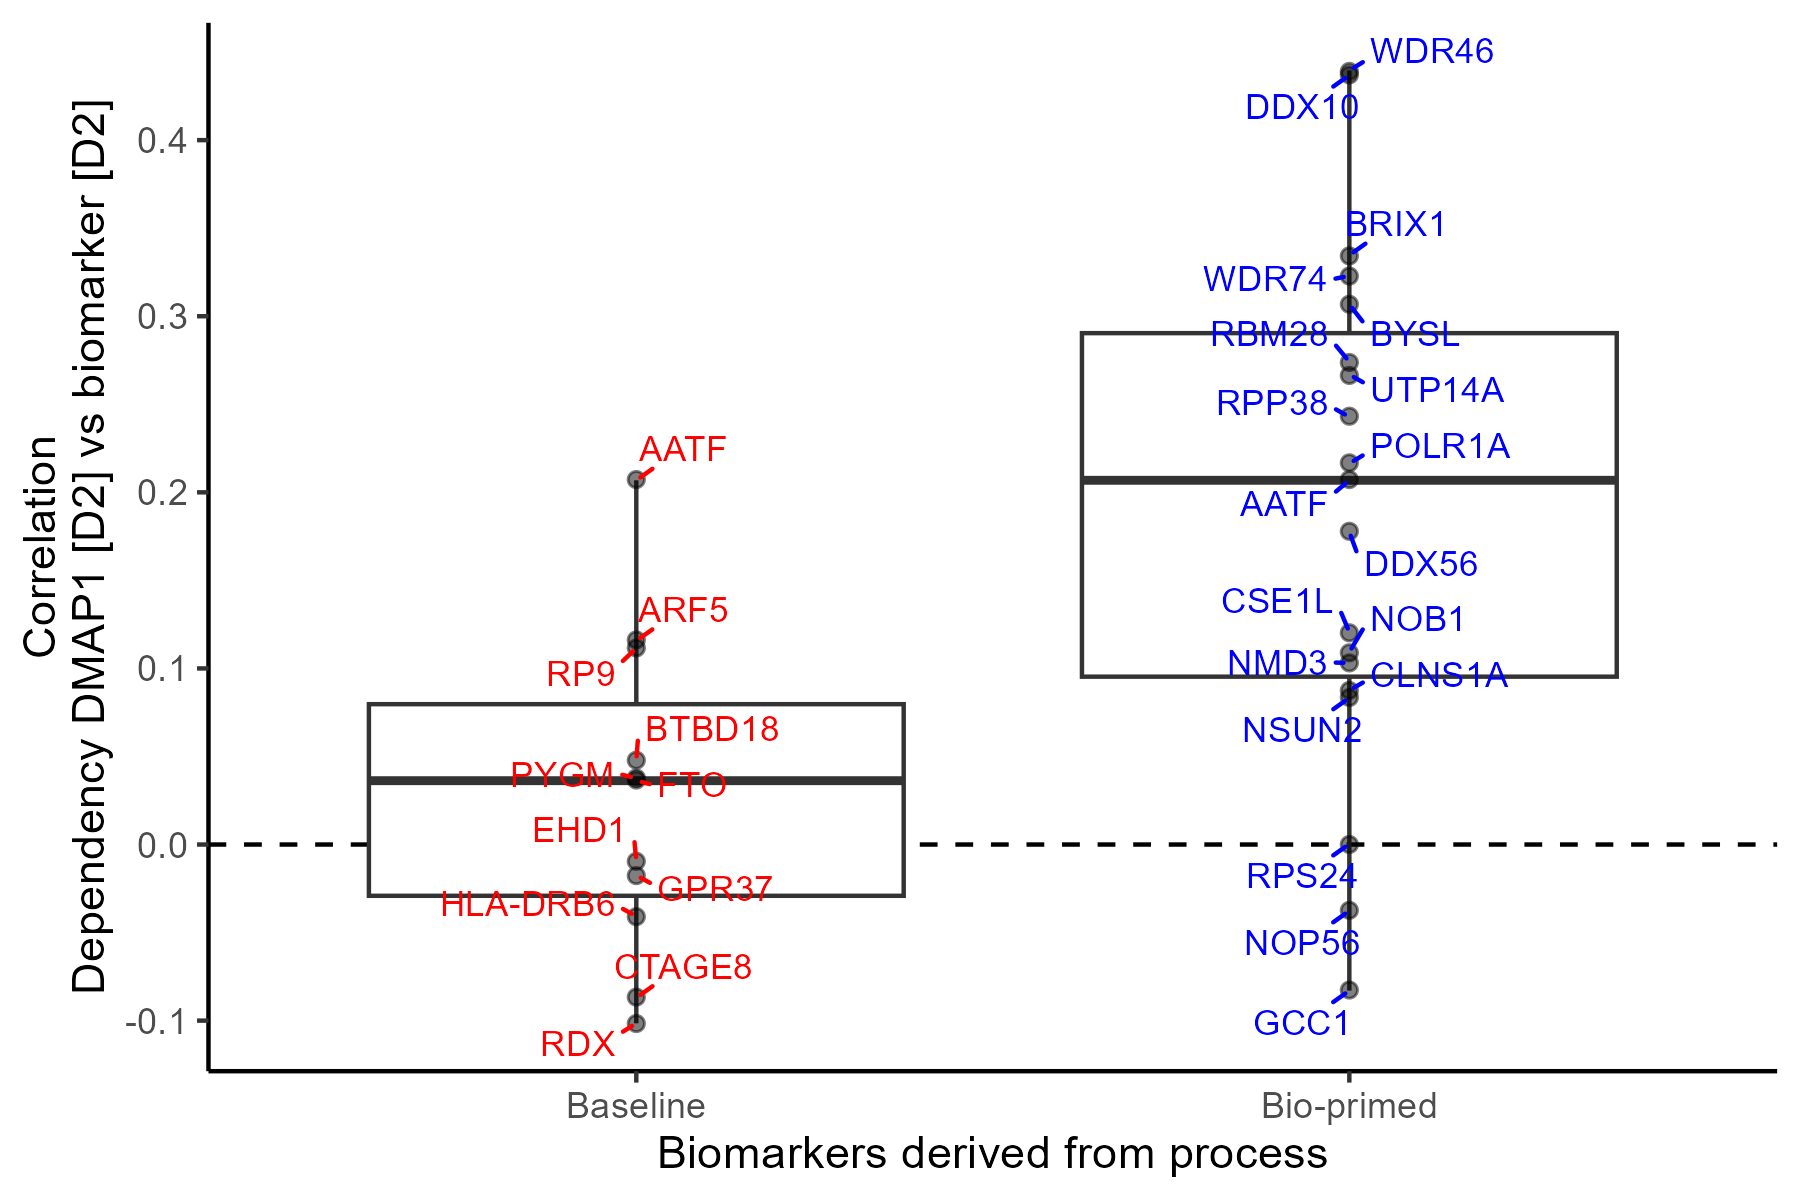 Correlation
Dependency DMAP1 [D2] vs biomarker [D2]
0.4
0.3
0.2
0.1
0.0
-0.1
AATF
ARF5
RP9
BTBD18
PYGM
FTO
EHD1
GPR37
HLA-DRB6
CTAGE8
RDX
WDR46
DDX10
BRIX1
WDR74
RBM28
BYSL
UTP14A
RPP38
POLR1A
AATF
DDX56
CSE1L
NOB1
NMD3
CLNS1A
NSUN2
RPS24
NOP56
GCC1
Baseline
Bio-primed
Biomarkers derived from process